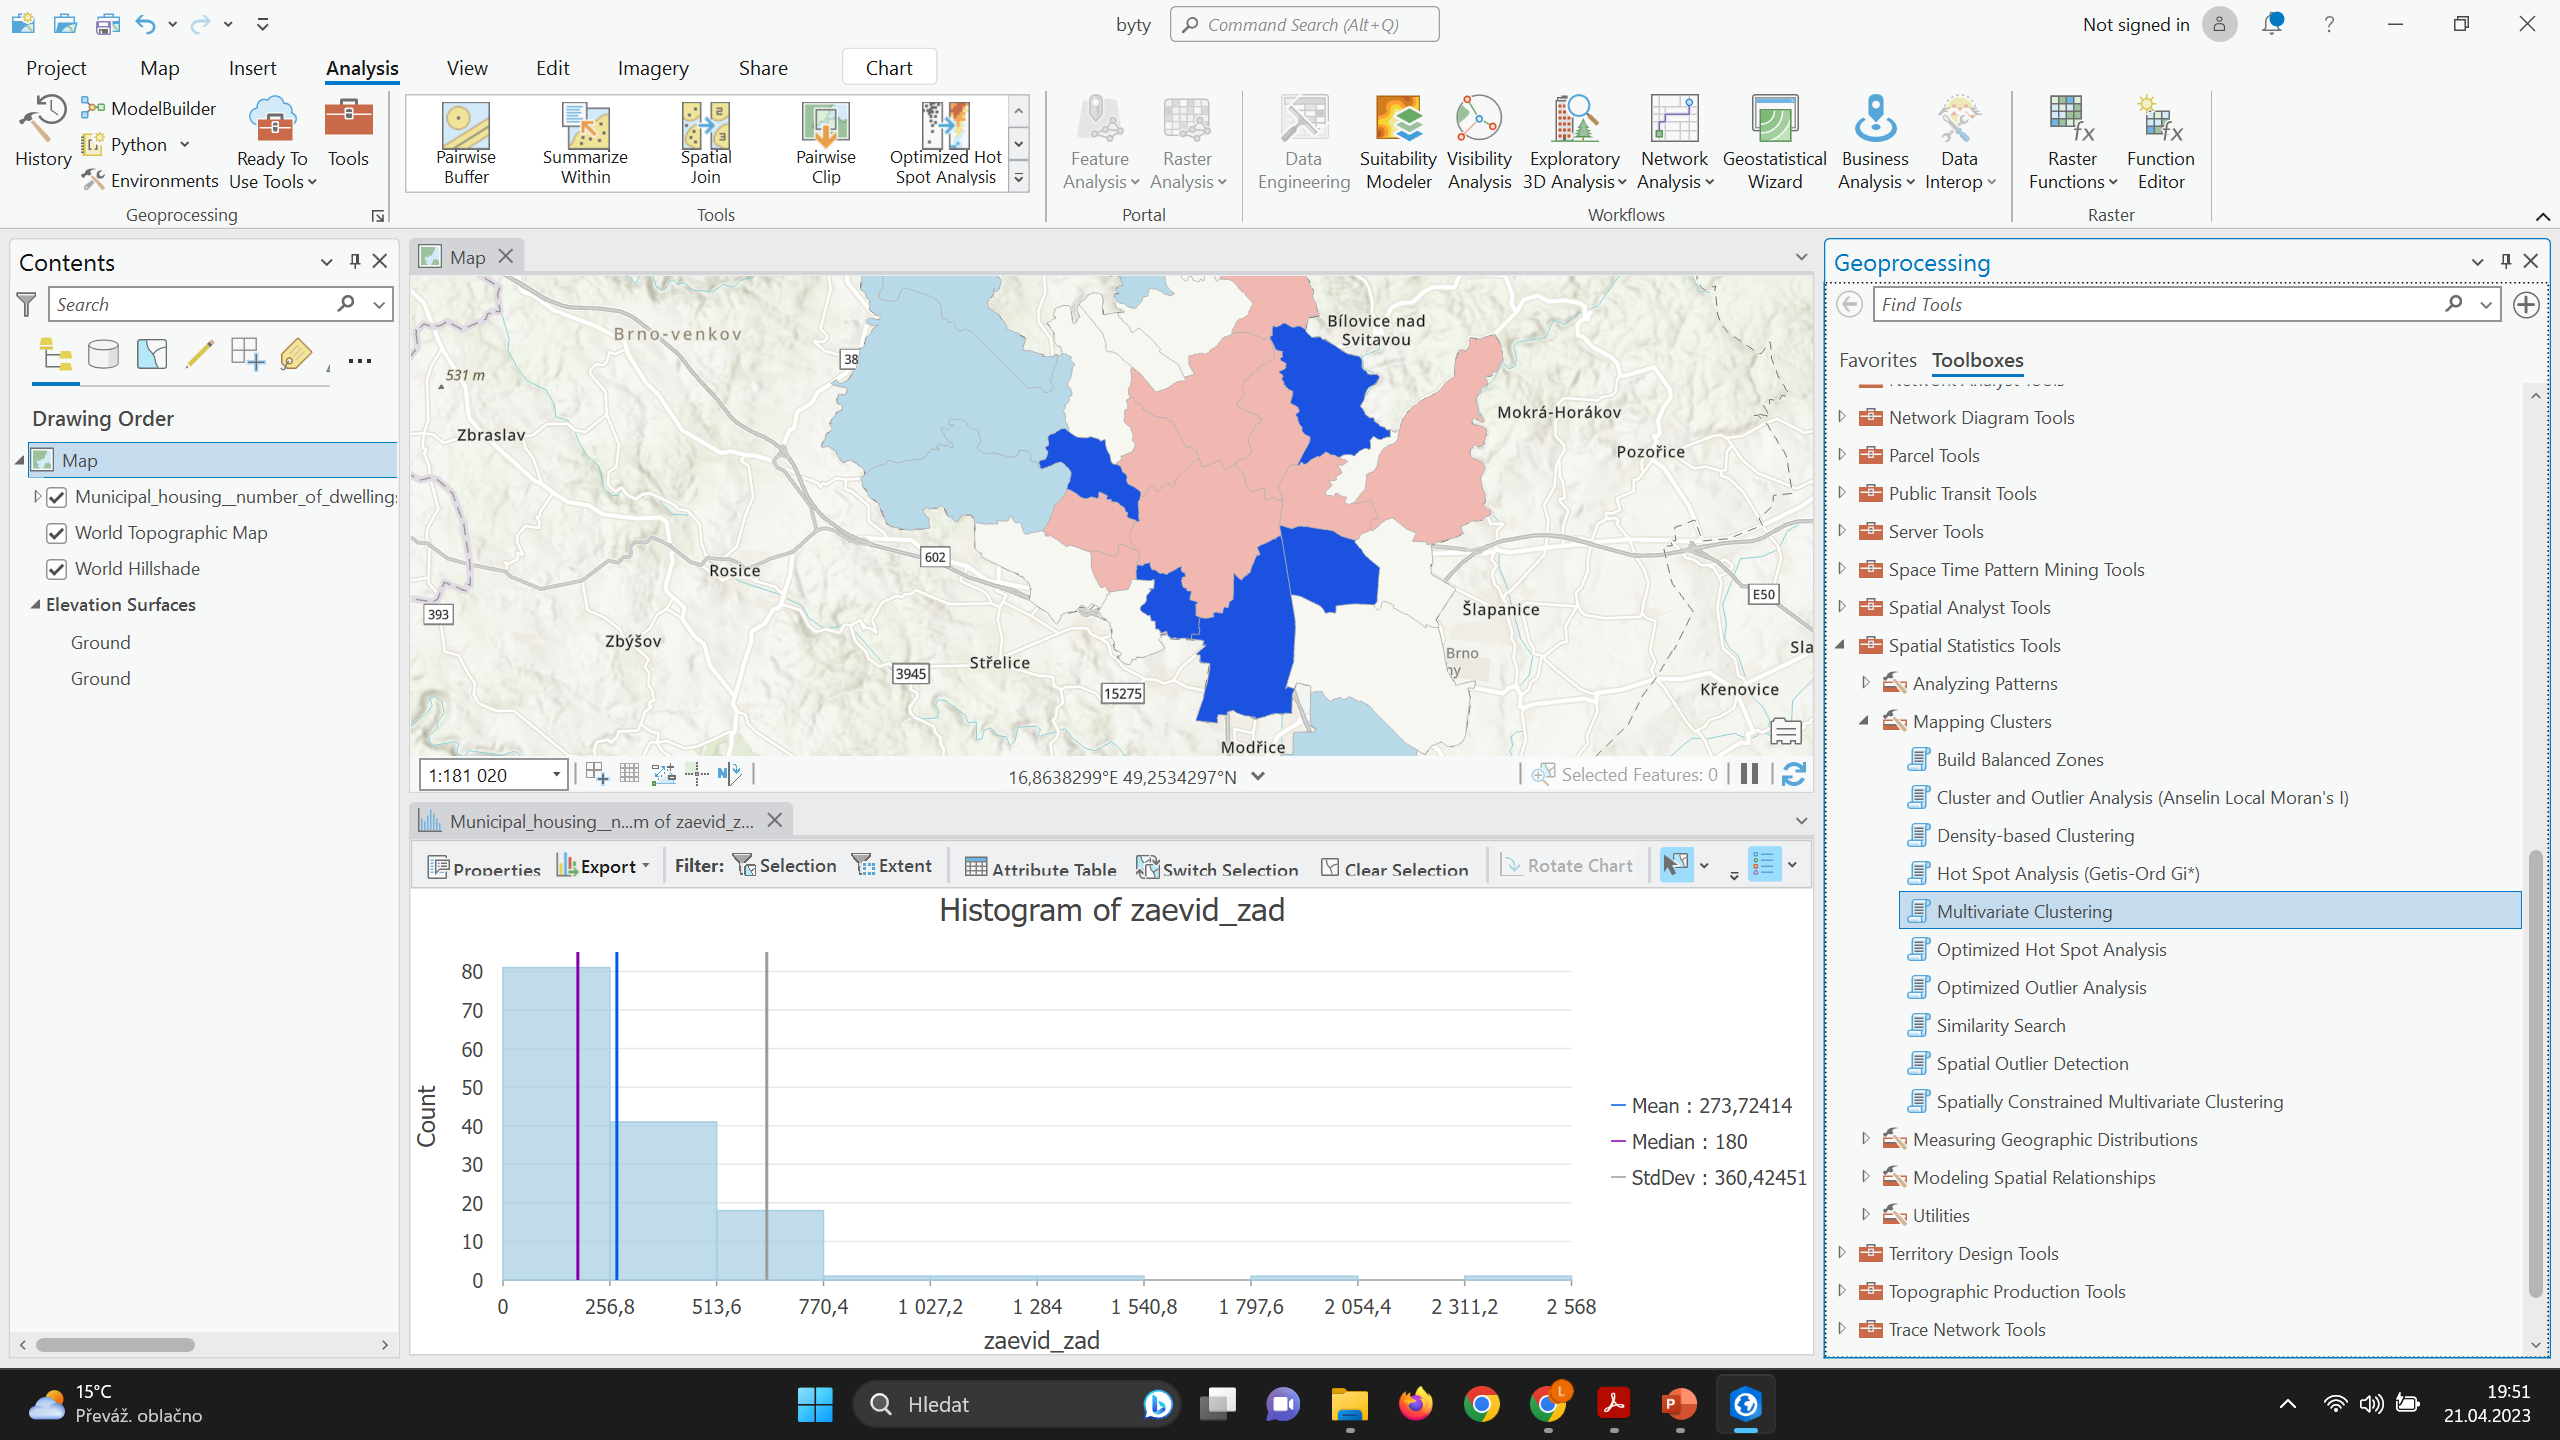 byty
Command Search (Alt+Q)
Not signed in
Project
Map
Insert
Analysis
View
Edit
Imagery
Share
Chart
History
ModelBuilder
Python
Environments
Ready To
Use Tools
Tools
Geoprocessing
Pairwise
Buffer
Summarize
Within
Spatial
Join
Pairwise
Clip
Optimized Hot
Spot Analysis
Tools
Feature
Analysis
Raster
Analysis
Portal
Data
Engineering
Suitability
Modeler
Visibility
Analysis
Exploratory
3D Analysis
Network
Analysis
Geostatistical
Wizard
Business
Analysis
Data
Interop
Workflows
Raster
Functions
Function
Editor
Raster
Contents
Search
Drawing Order
Map
Municipal_housing__number_of_dwellings
World Topographic Map
World Hillshade
Elevation Surfaces
Ground
Ground
Map
Brno-venkov
531 m
38
Bílovice nad
Svitavou
Mokrá-Horákov
Zbraslav
Pozořice
Rosice
602
E50
393
Šlapanice
Zbýšov
Střelice
3945
15275
Brno
ny
Sla
Křenovice
Modřice
1:181 020
16,8638299°E 49,2534297°N
Selected Features: 0
Municipal_housing__n...m of zaevid_z...
Properties
Export
Filter:
Selection
Extent
Attribute Table
Switch Selection
Clear Selection
Rotate Chart
Histogram of zaevid_zad
Count
80
70
60
50
40
30
20
10
0
0
256,8
513,6
770,4
1 027,2
1 284
1 540,8
1 797,6
2 054,4
2 311,2
2 568
zaevid_zad
Mean : 273,72414
Median : 180
StdDev : 360,42451
Geoprocessing
Find Tools
Favorites
Toolboxes
Network Analyst Tools
Network Diagram Tools
Parcel Tools
Public Transit Tools
Server Tools
Space Time Pattern Mining Tools
Spatial Analyst Tools
Spatial Statistics Tools
Analyzing Patterns
Mapping Clusters
Build Balanced Zones
Cluster and Outlier Analysis (Anselin Local Moran's I)
Density-based Clustering
Hot Spot Analysis (Getis-Ord Gi*)
Multivariate Clustering
Optimized Hot Spot Analysis
Optimized Outlier Analysis
Similarity Search
Spatial Outlier Detection
Spatially Constrained Multivariate Clustering
Measuring Geographic Distributions
Modeling Spatial Relationships
Utilities
Territory Design Tools
Topographic Production Tools
Trace Network Tools
15°C
Převáž. oblačno
Hledat
L
19:51
21.04.2023